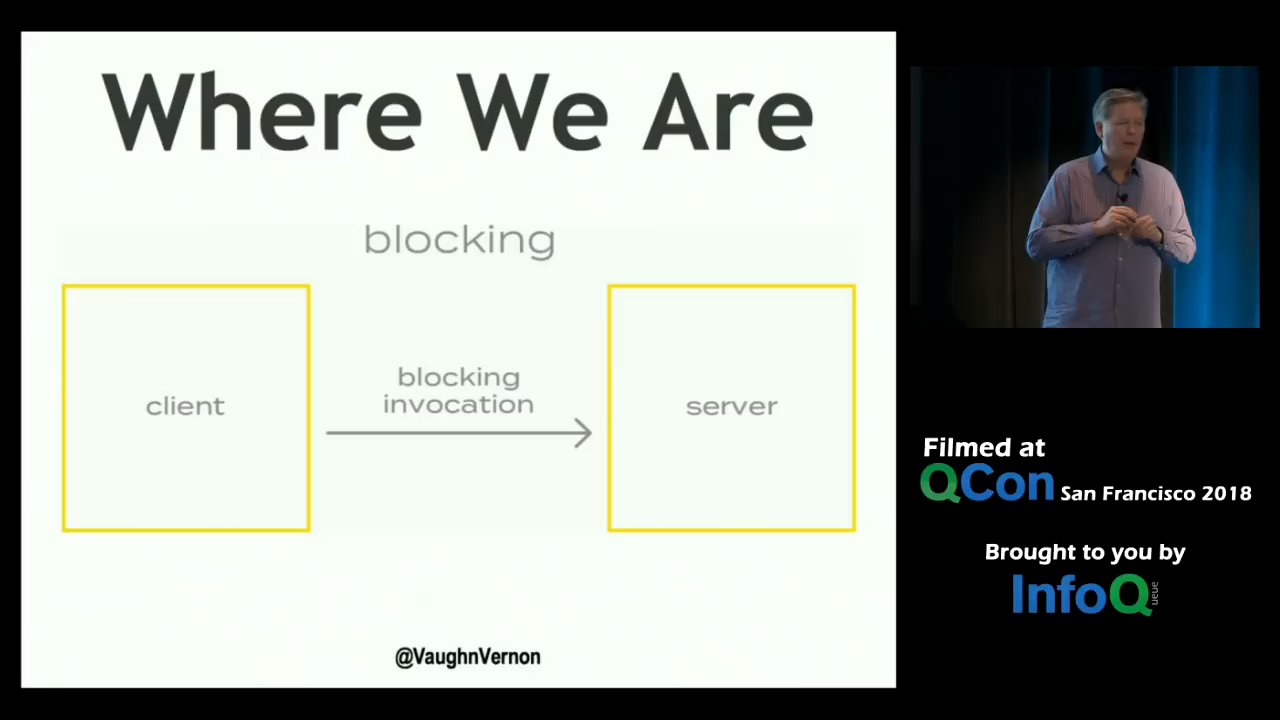 Where We Are
blocking
client
blocking
invocation
server
@VaughnVernon
Filmed at
QCon San Francisco 2018
Brought to you by
InfoQ
ueue